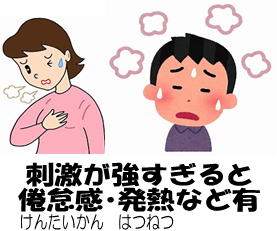 刺激が強すぎると
倦怠感・発熱など有
けんたいかん　はつねつ